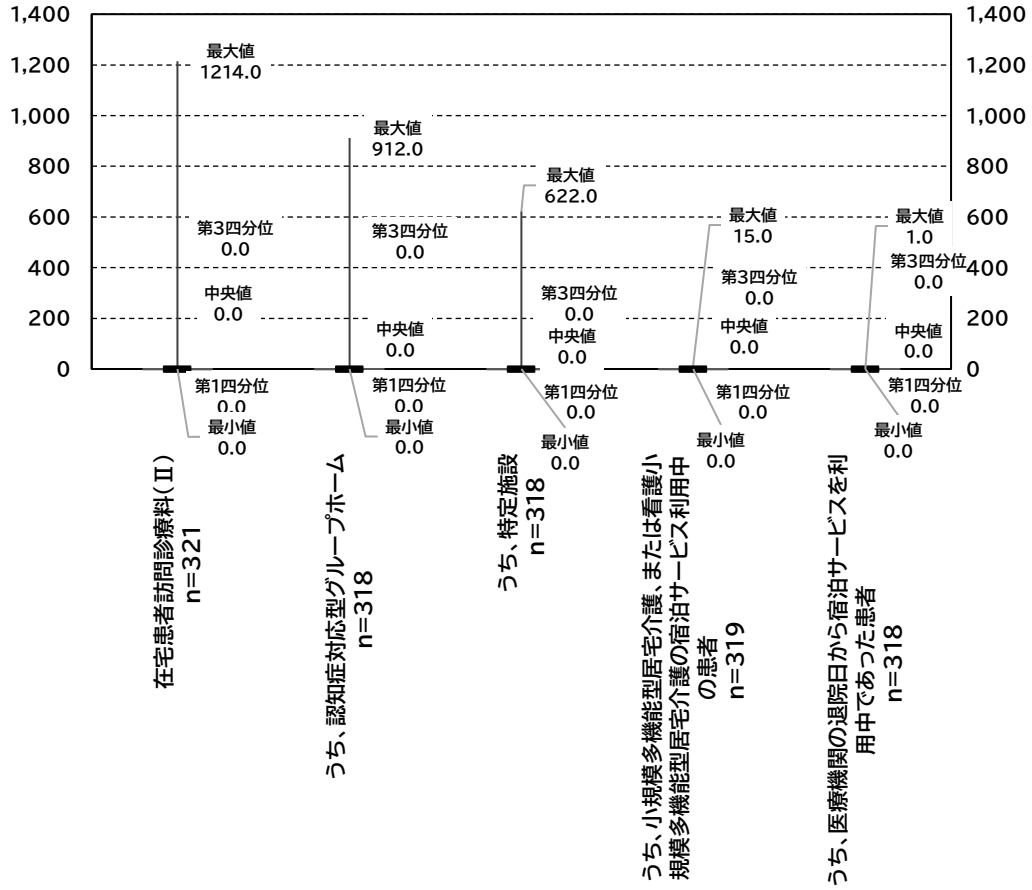 1,400
1,200
1,000
800
600
400
200
0
1,400
1,200
1,000
800
600
400
200
0
最大値
1214.0
第3四分位
0.0
中央値
0.0
第1四分位
0.0
最小値
0.0
最大値
912.0
第3四分位
0.0
中央値
0.0
第1四分位
0.0
最小値
0.0
最大値
622.0
第3四分位
0.0
中央値
0.0
第1四分位
0.0
最小値
0.0
最大値
15.0
第3四分位
0.0
中央値
0.0
第1四分位
0.0
最小値
0.0
最大値
1.0
第3四分位
0.0
中央値
0.0
第1四分位
0.0
最小値
0.0
在宅患者訪問診療料(Ⅱ)
n=321
うち、認知症対応型グループホーム
n=318
うち、特定施設
n=318
うち、小規模多機能型居宅介護、または看護小
規模多機能型居宅介護の宿泊サービス利用中
の患者
n=319
うち、医療機関の退院日から宿泊サービスを利
用中であった患者
n=318